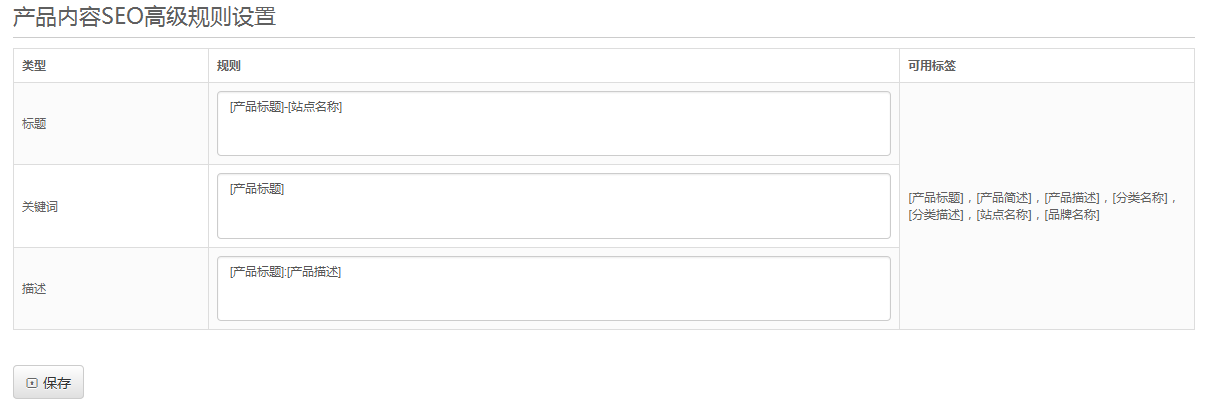 产品内容SEO高级规则设置
类型 规则 可用标签
标题 [产品标题]-[站点名称]
关键词 [产品标题]
[产品标题]，[产品简述]，[产品描述]，[分类名称]，
[分类描述]，[站点名称]，[品牌名称]
描述 [产品标题]:[产品描述]
保存